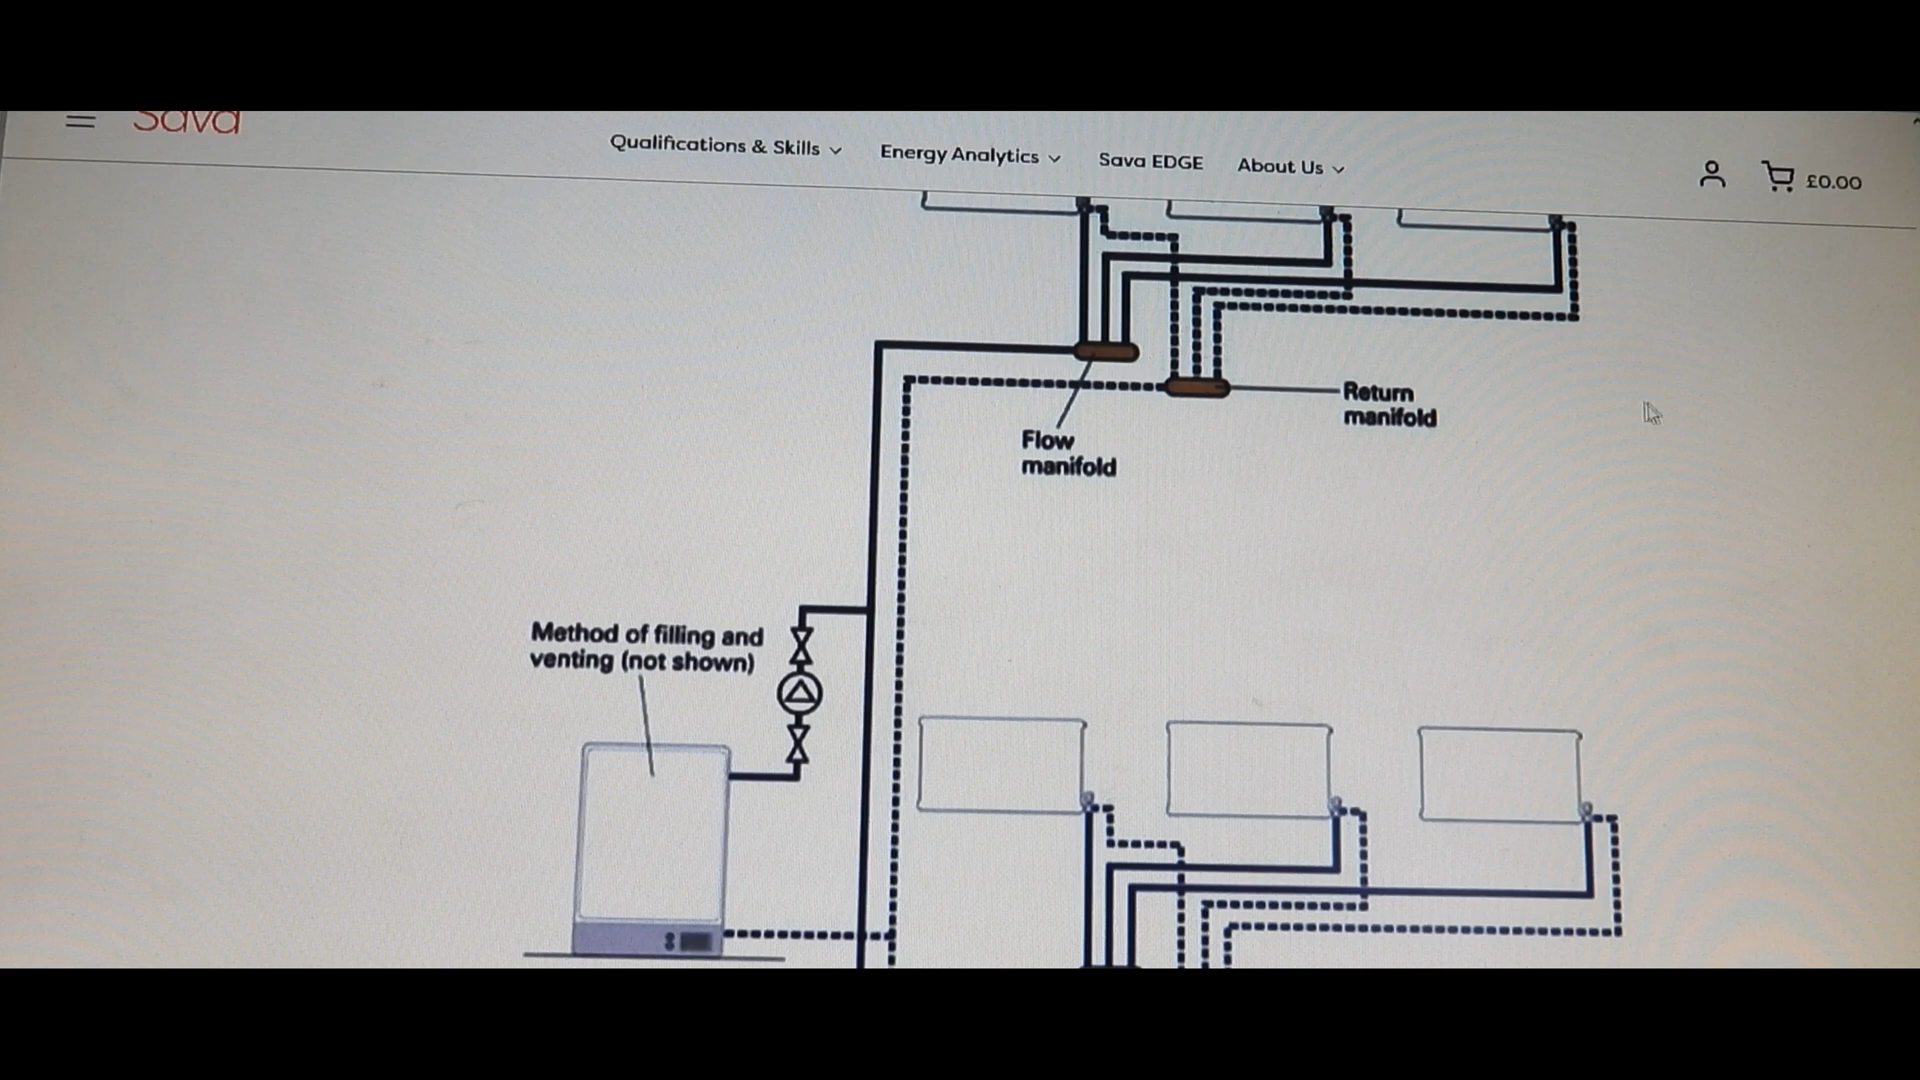 Sava
Qualifications & Skills
Energy Analytics
Sava EDGE
About Us
£0.00
Return
manifold
Flow
manifold
Method of filling and
venting (not shown)